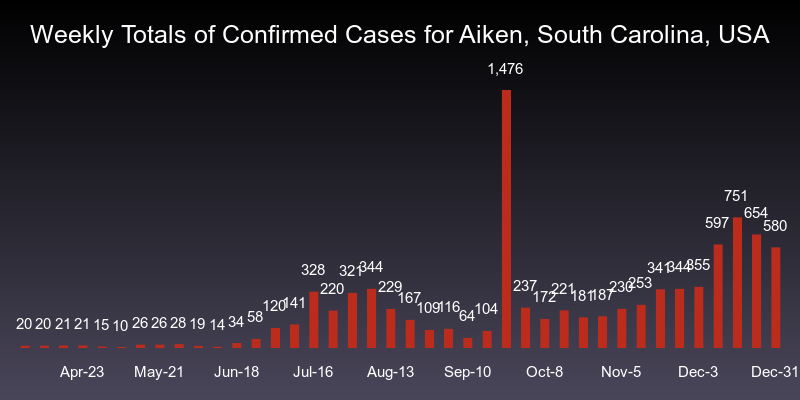 Weekly Totals of Confirmed Cases for Aiken, South Carolina, USA
20 20 21 21 15 10 26 26 28 19 14 34 58 120 141 328 220 321 344 229 167 109 116 64 104 1,476 237 172 221 181 187 230 253 341 344 355 597 751 654 580
Apr-23 May-21 Jun-18 Jul-16 Aug-13 Sep-10 Oct-8 Nov-5 Dec-3 Dec-31